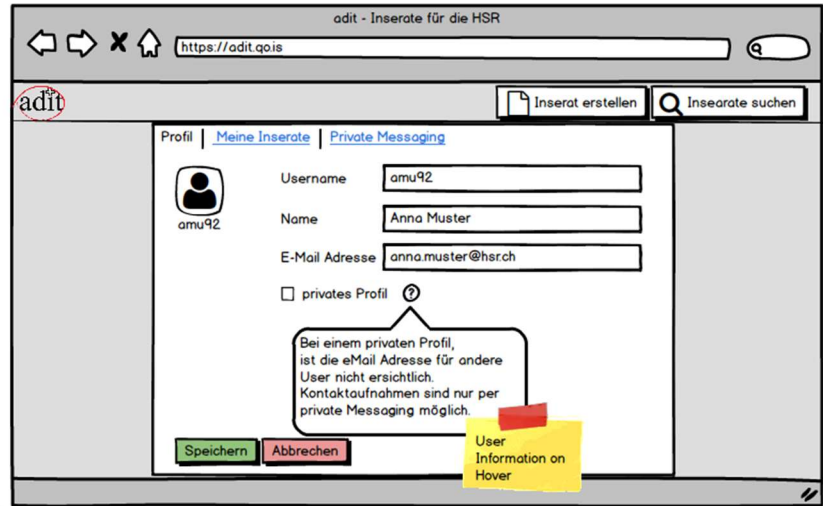 adit - Inserate für die HSR
https://adit.qo.is
adit
Inserat erstellen
Insearate suchen
Profil
Meine Inserate
Private Messaging
amu92
Username
amu92
Name
Anna Muster
E-Mail Adresse
anna.muster@hsr.ch
privates Profil
?
Bei einem privaten Profil,
ist die eMail Adresse für andere
User nicht ersichtlich.
Kontaktaufnahmen sind nur per
private Messaging möglich.
Speichern
Abbrechen
User
Information on
Hover